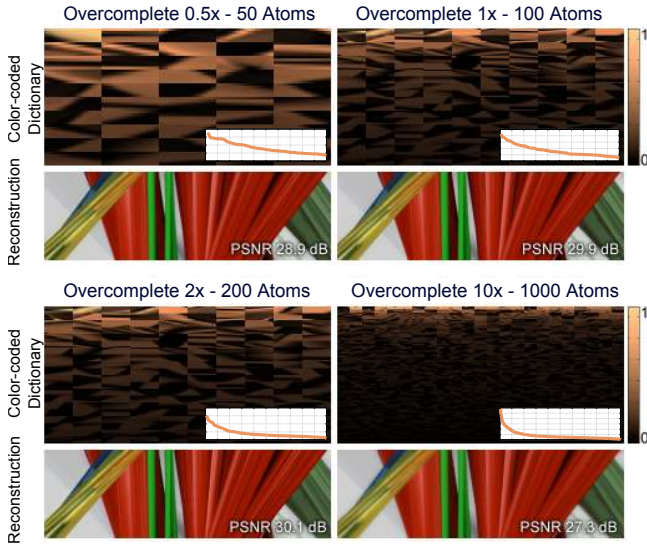 Overcomplete 0.5x - 50 Atoms
Overcomplete 1x - 100 Atoms
Color-coded
Dictionary
1
0
Reconstruction
PSNR 28.9 dB
PSNR 29.9 dB
Overcomplete 2x - 200 Atoms
Overcomplete 10x - 1000 Atoms
Color-coded
Dictionary
1
0
Reconstruction
PSNR 30.1 dB
PSNR 27.3 dB